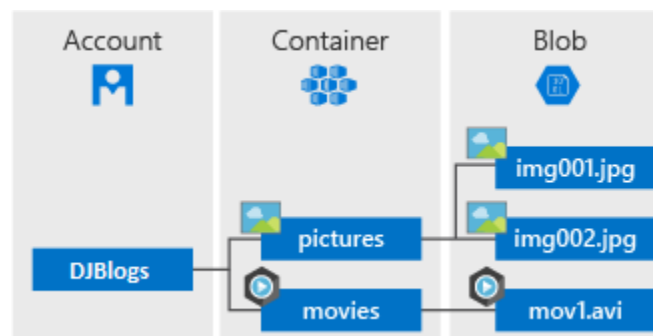 Account
Container
Blob
img001.jpg
pictures
img002.jpg
DJBlogs
movies
mov1.avi